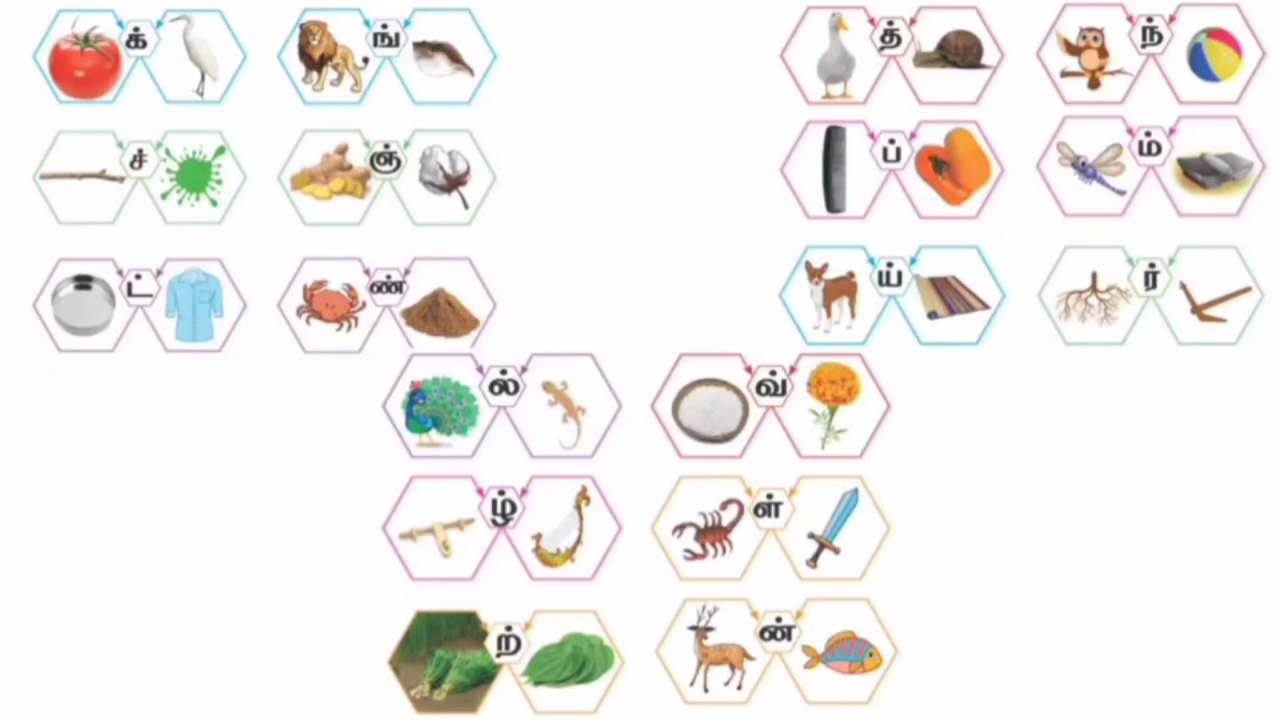 க் ங் த் ந்
ச் ஞ் ப் ம்
ட் ண் ய் ர்
ல் வ்
ழ் ள்
ற் ன்